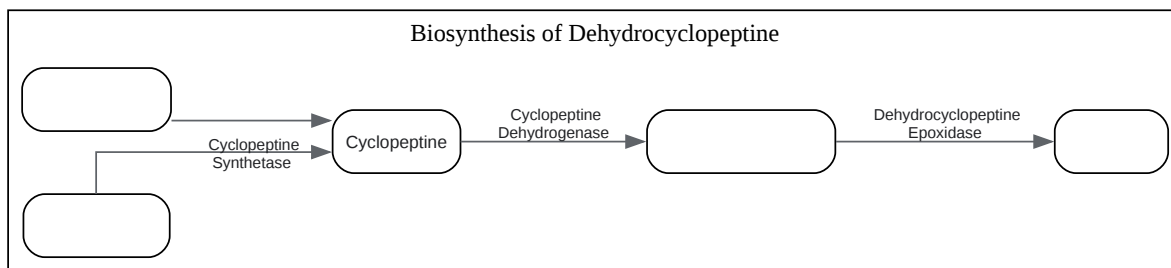 Biosynthesis of Dehydrocyclopeptine
Cyclopeptine
Synthetase
Cyclopeptine
Cyclopeptine
Dehydrogenase
Dehydrocyclopeptine
Epoxidase